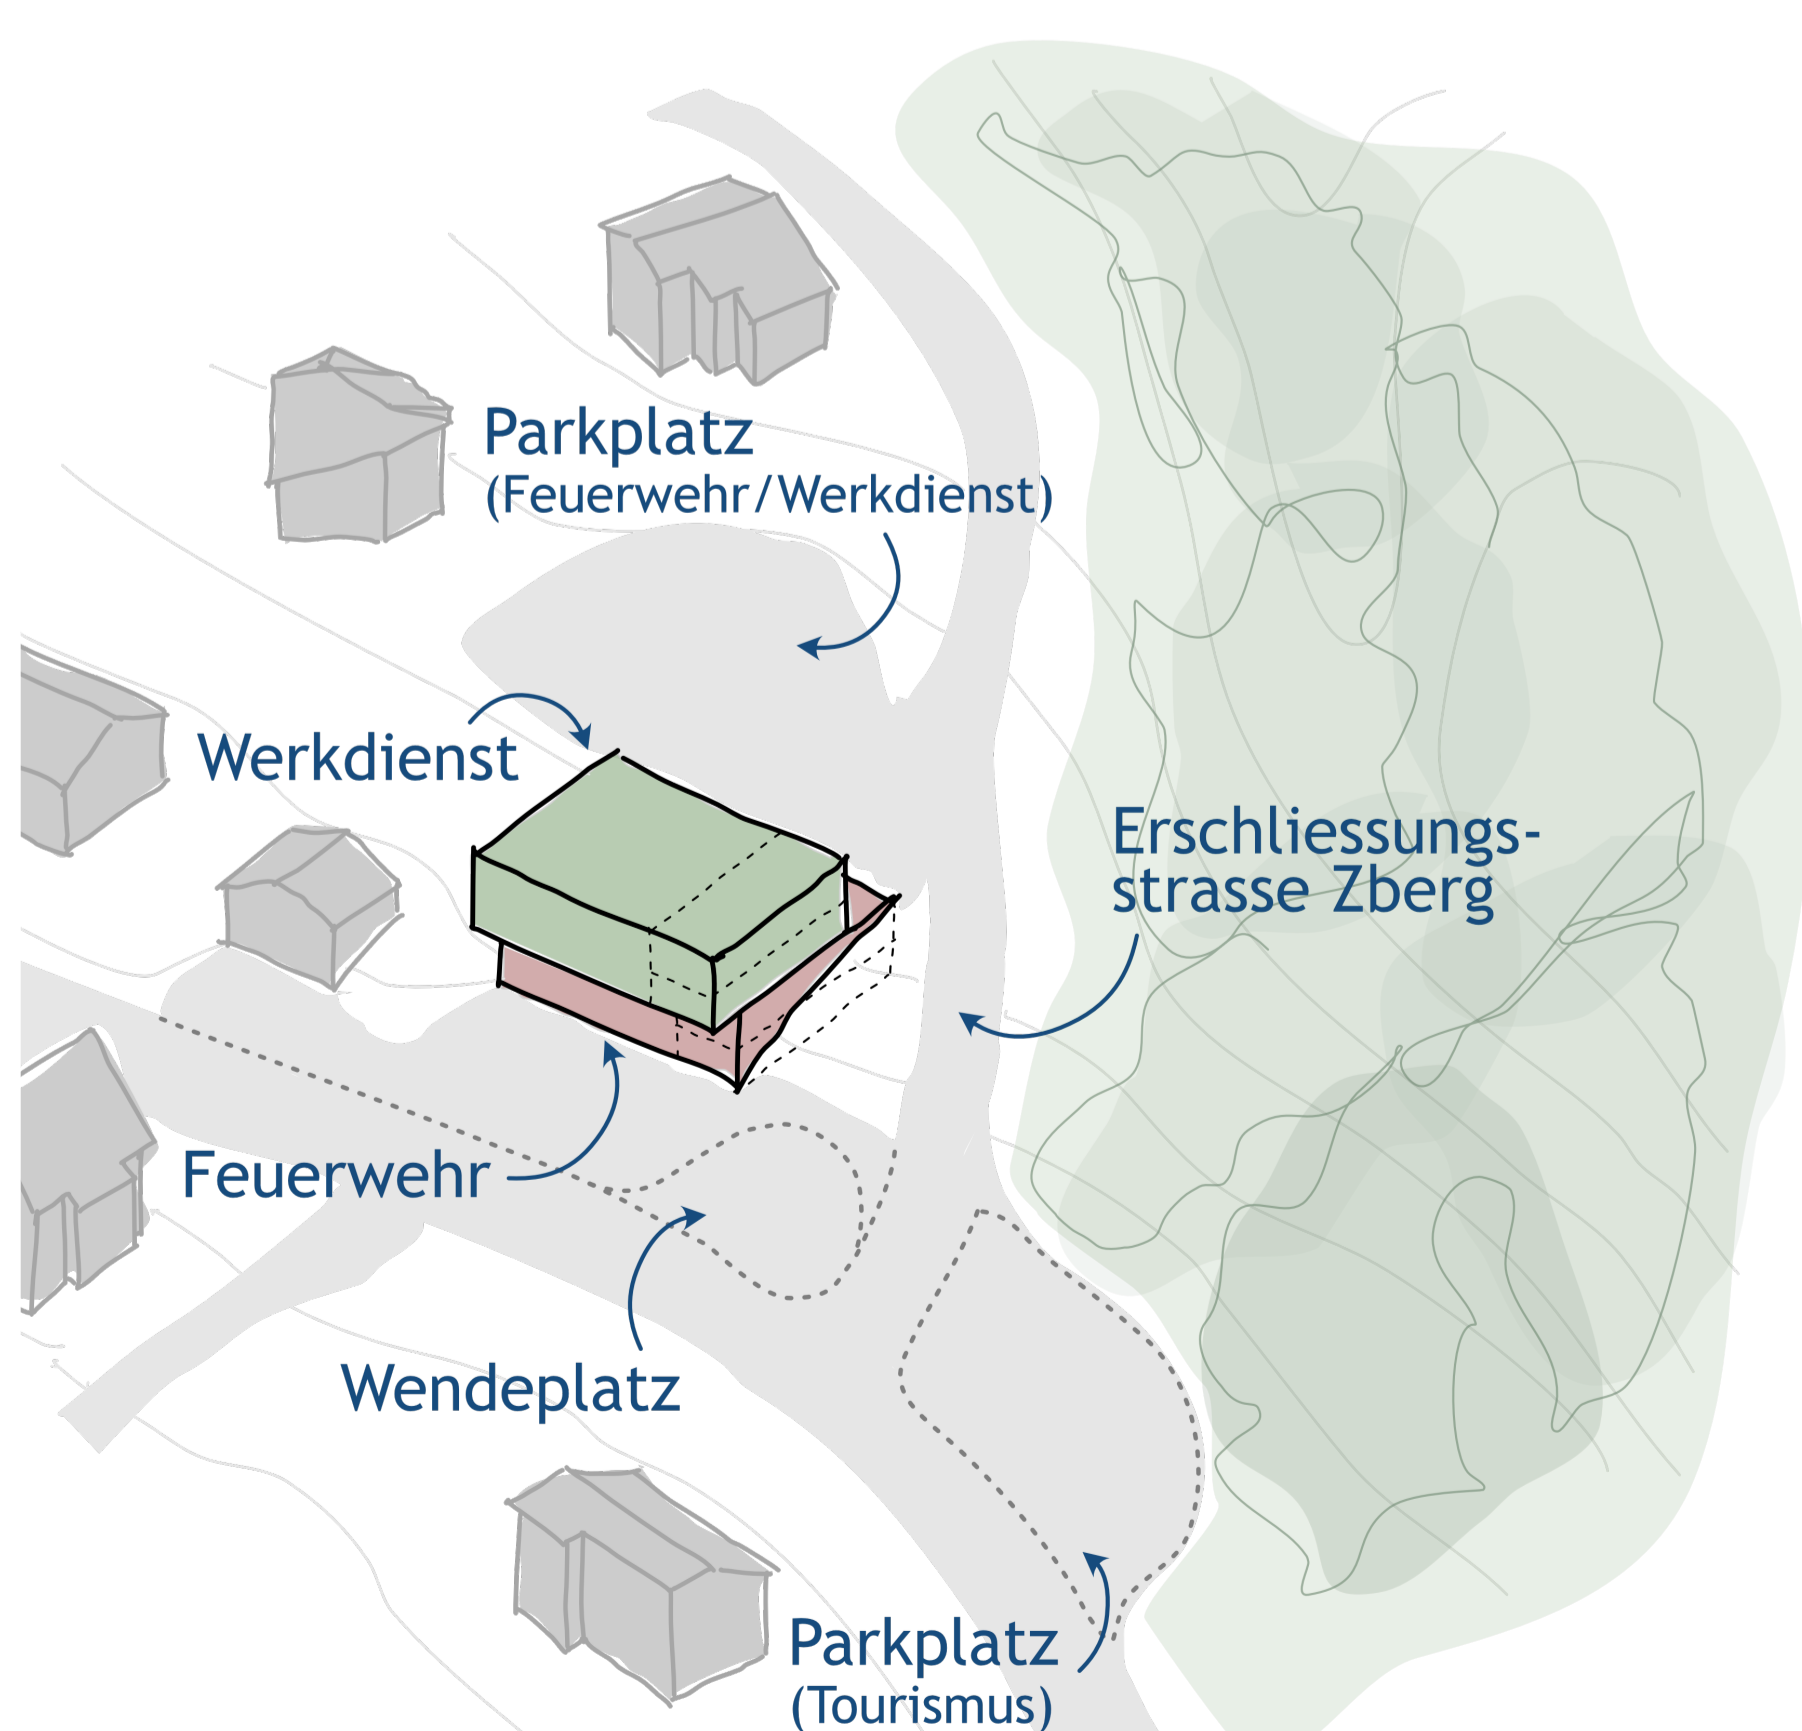 Parkplatz
(Feuerwehr/Werkdienst)
Werkdienst
Erschliessungs-
strasse Zberg
Feuerwehr
Wendeplatz
Parkplatz
(Tourismus)